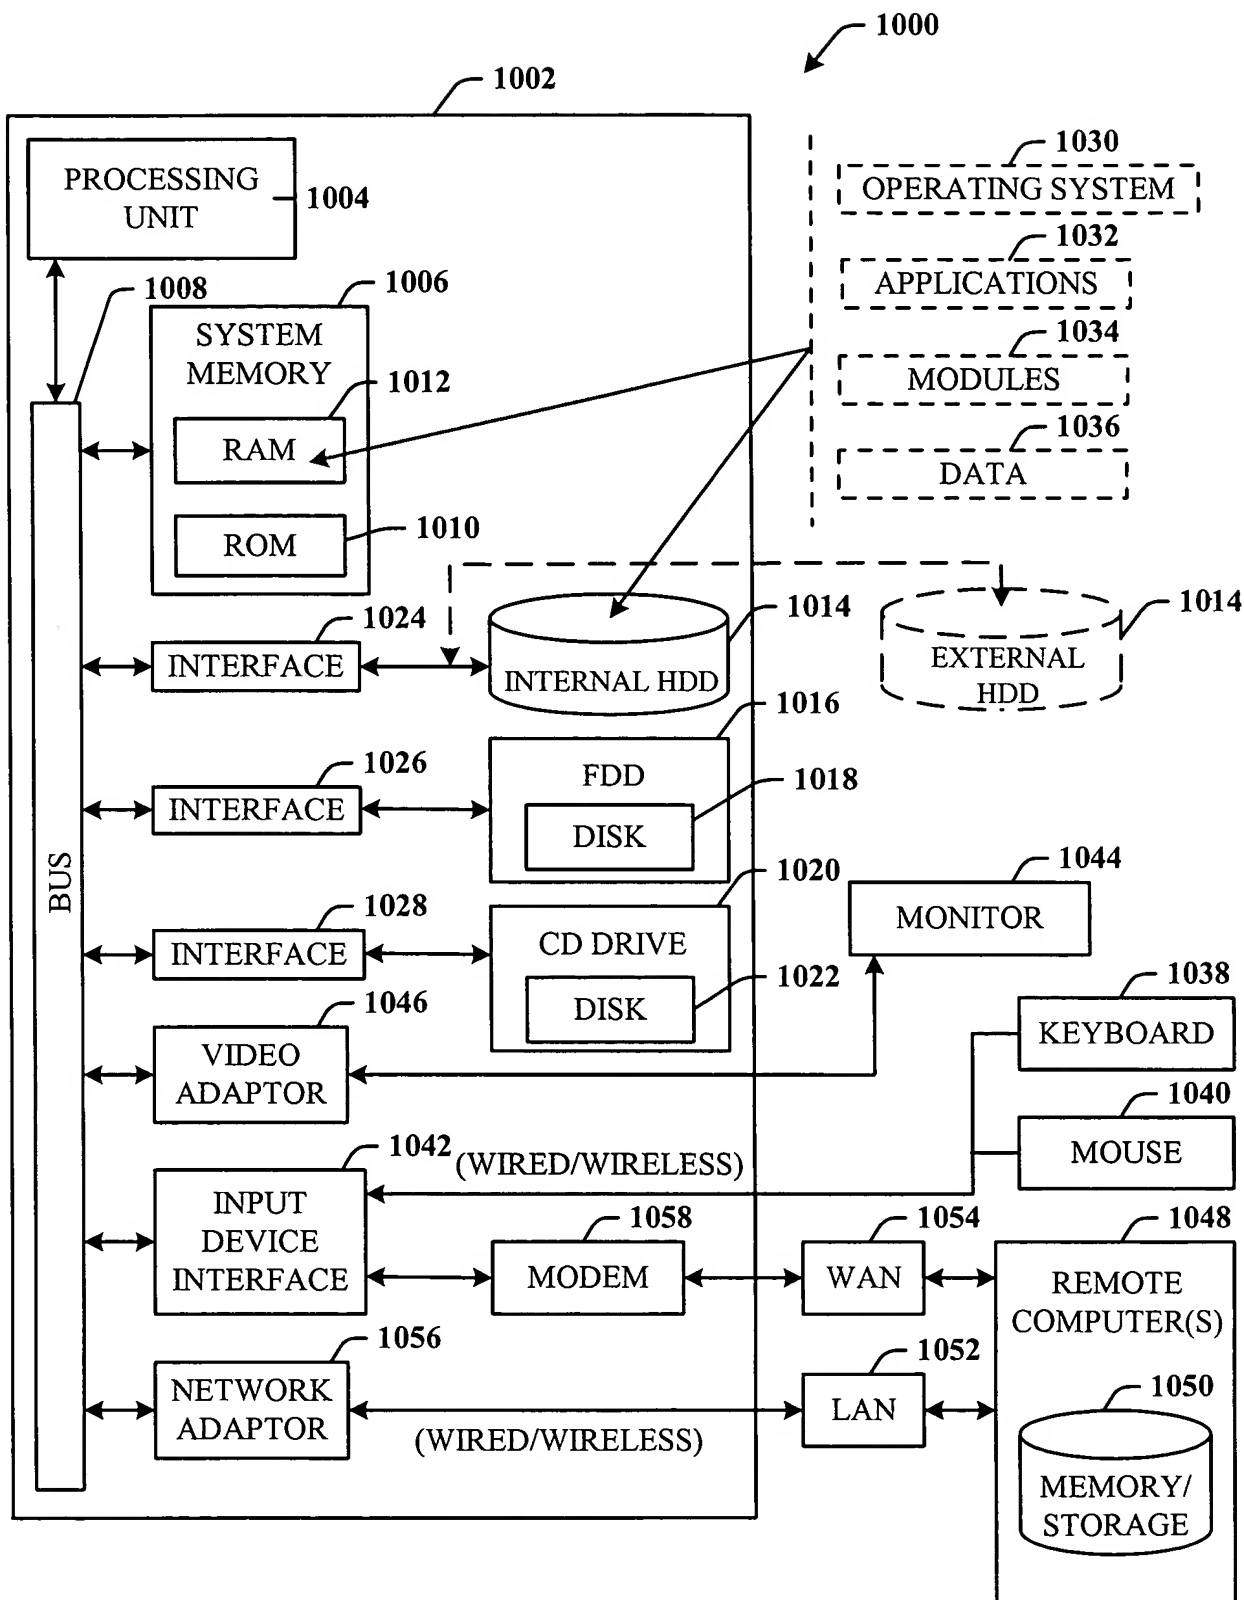 1000
1002
PROCESSING
UNIT
1004
1030
OPERATING SYSTEM
1032
APPLICATIONS
1034
MODULES
1036
DATA
1008
1006
SYSTEM
MEMORY
1012
RAM
1010
ROM
1024
INTERFACE
1014
INTERNAL HDD
1014
EXTERNAL
HDD
1016
FDD
1018
DISK
1026
INTERFACE
BUS
1020
CD DRIVE
1022
DISK
1028
INTERFACE
1044
MONITOR
1038
KEYBOARD
1046
VIDEO
ADAPTOR
1040
MOUSE
1042
(WIRED/WIRELESS)
INPUT
DEVICE
INTERFACE
1058
MODEM
1054
WAN
1048
REMOTE
COMPUTER(S)
1056
NETWORK
ADAPTOR
(WIRED/WIRELESS)
1052
LAN
1050
MEMORY/
STORAGE